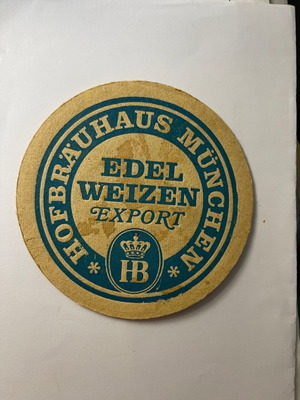 HOFBRÄUHAUS MÜNCHEN
EDEL
WEIZEN
EXPORT
HB